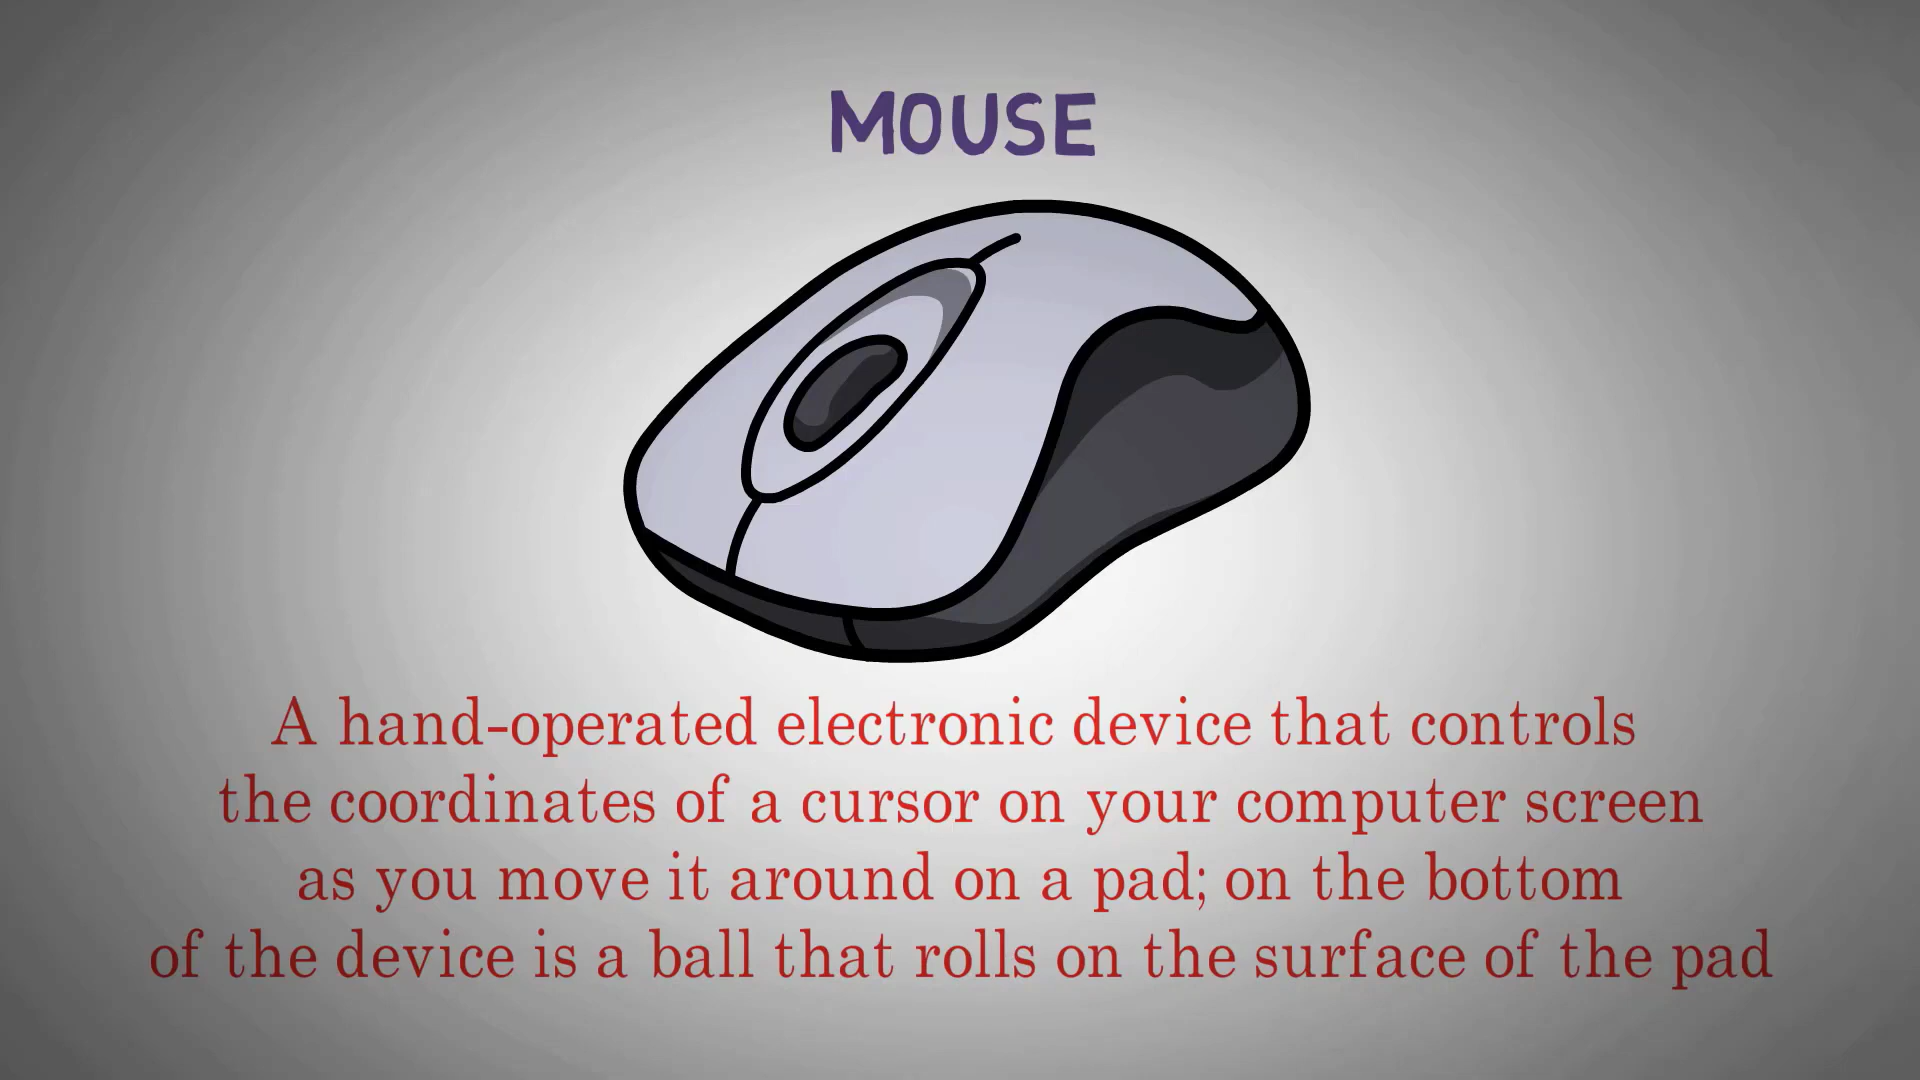 MOUSE
A hand-operated electronic device that controls
the coordinates of a cursor on your computer screen
as you move it around on a pad; on the bottom
of the device is a ball that rolls on the surface of the pad